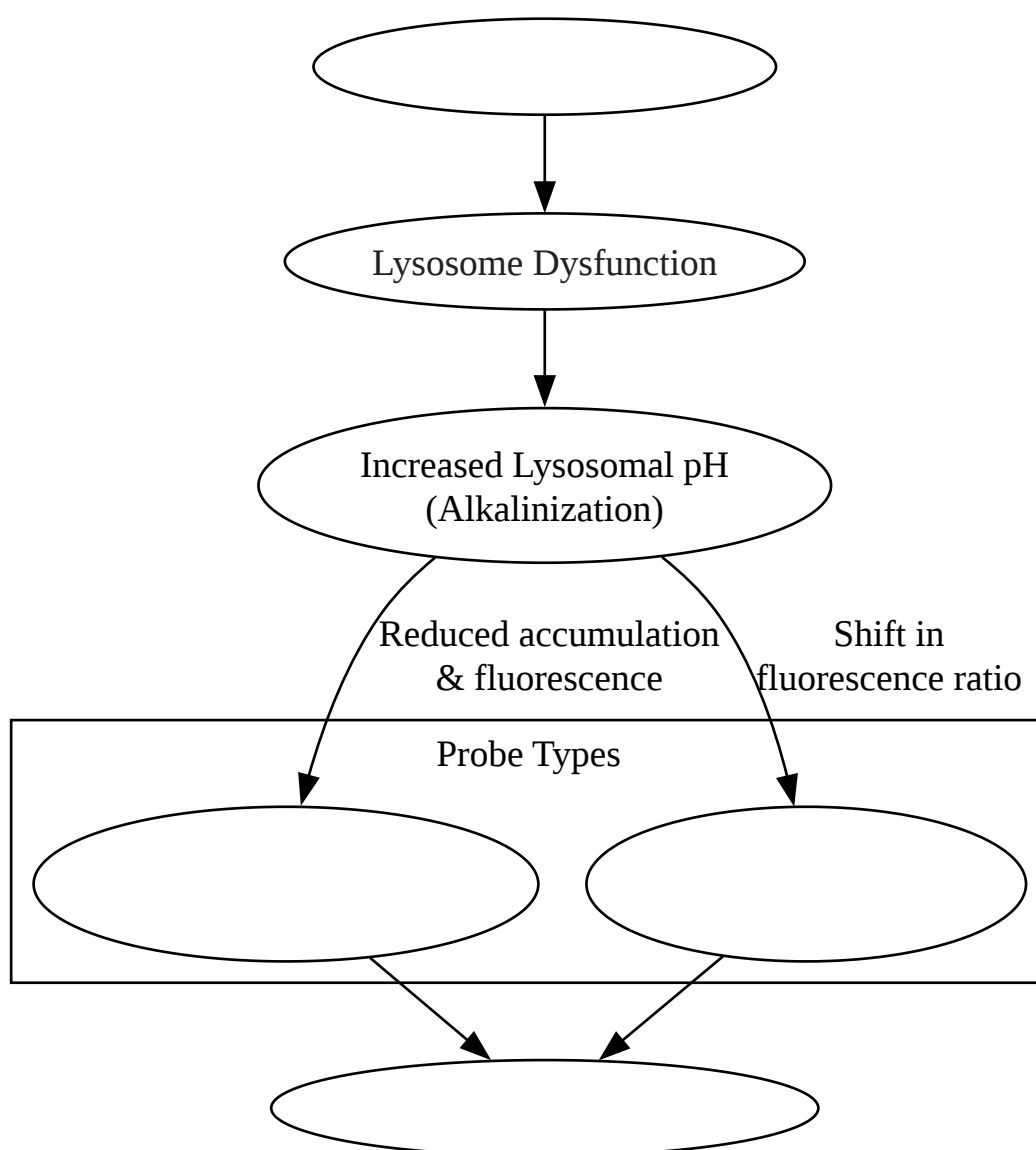 Lysosome Dysfunction
Increased Lysosomal pH
(Alkalinization)
Reduced accumulation
& fluorescence
Shift in
fluorescence ratio
Probe Types